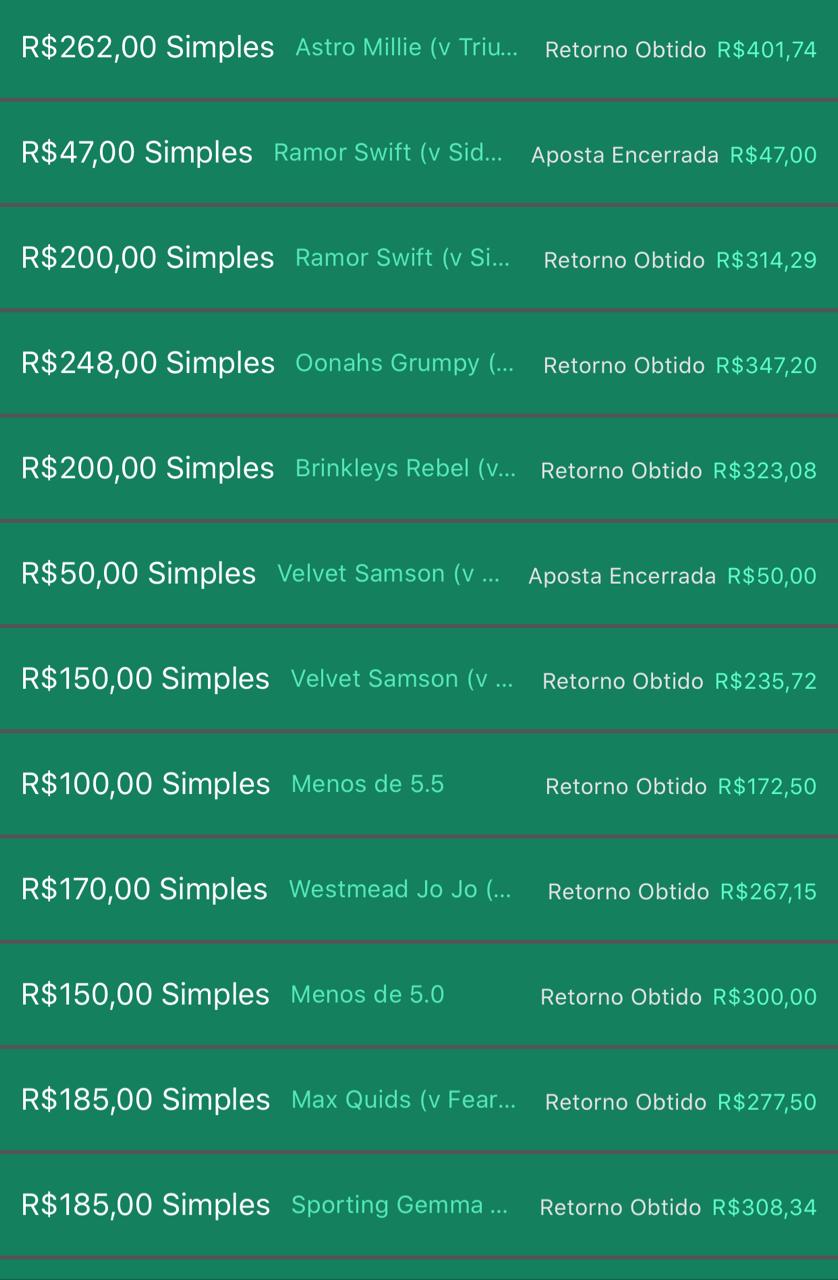 R$262,00 Simples Astro Millie (v Triu... Retorno Obtido R$401,74
R$47,00 Simples Ramor Swift (v Sid... Aposta Encerrada R$47,00
R$200,00 Simples Ramor Swift (v Si... Retorno Obtido R$314,29
R$248,00 Simples Oonahs Grumpy (... Retorno Obtido R$347,20
R$200,00 Simples Brinkleys Rebel (v... Retorno Obtido R$323,08
R$50,00 Simples Velvet Samson (v ... Aposta Encerrada R$50,00
R$150,00 Simples Velvet Samson (v ... Retorno Obtido R$235,72
R$100,00 Simples Menos de 5.5 Retorno Obtido R$172,50
R$170,00 Simples Westmead Jo Jo (... Retorno Obtido R$267,15
R$150,00 Simples Menos de 5.0 Retorno Obtido R$300,00
R$185,00 Simples Max Quids (v Fear... Retorno Obtido R$277,50
R$185,00 Simples Sporting Gemma ... Retorno Obtido R$308,34